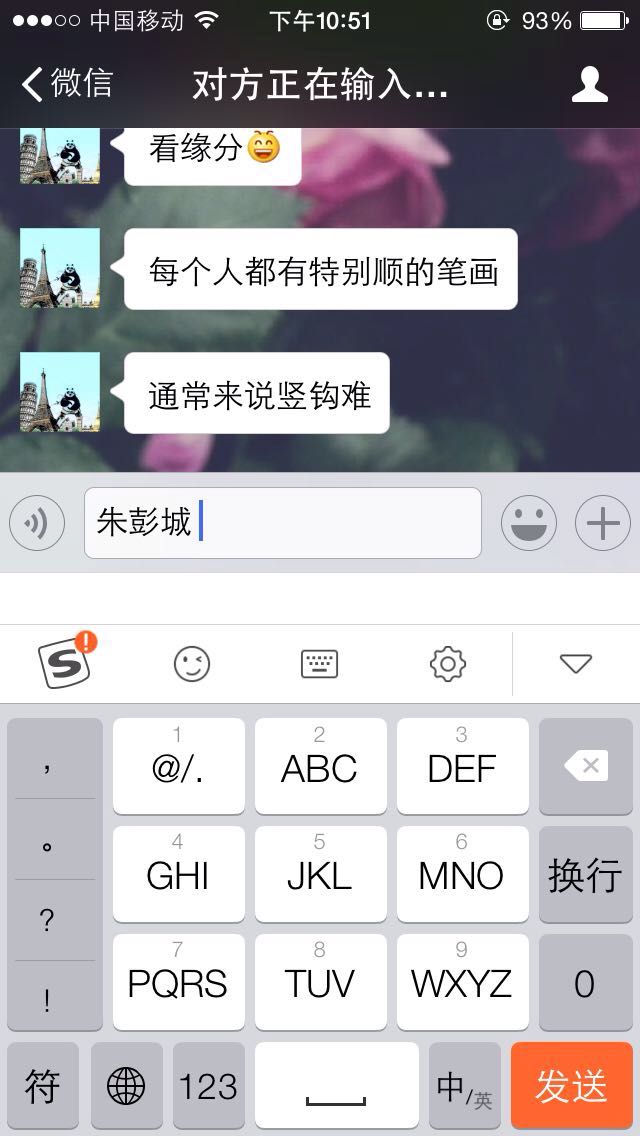 中国移动 下午10:51 93%
微信 对方正在输入...
看缘分😄
每个人都有特别顺的笔画
通常来说竖钩难
朱彭城
S !
, 1 @/. 2 ABC 3 DEF
。 4 GHI 5 JKL 6 MNO 换行
? 7 PQRS 8 TUV 9 WXYZ 0
!
符 123 中/英 发送